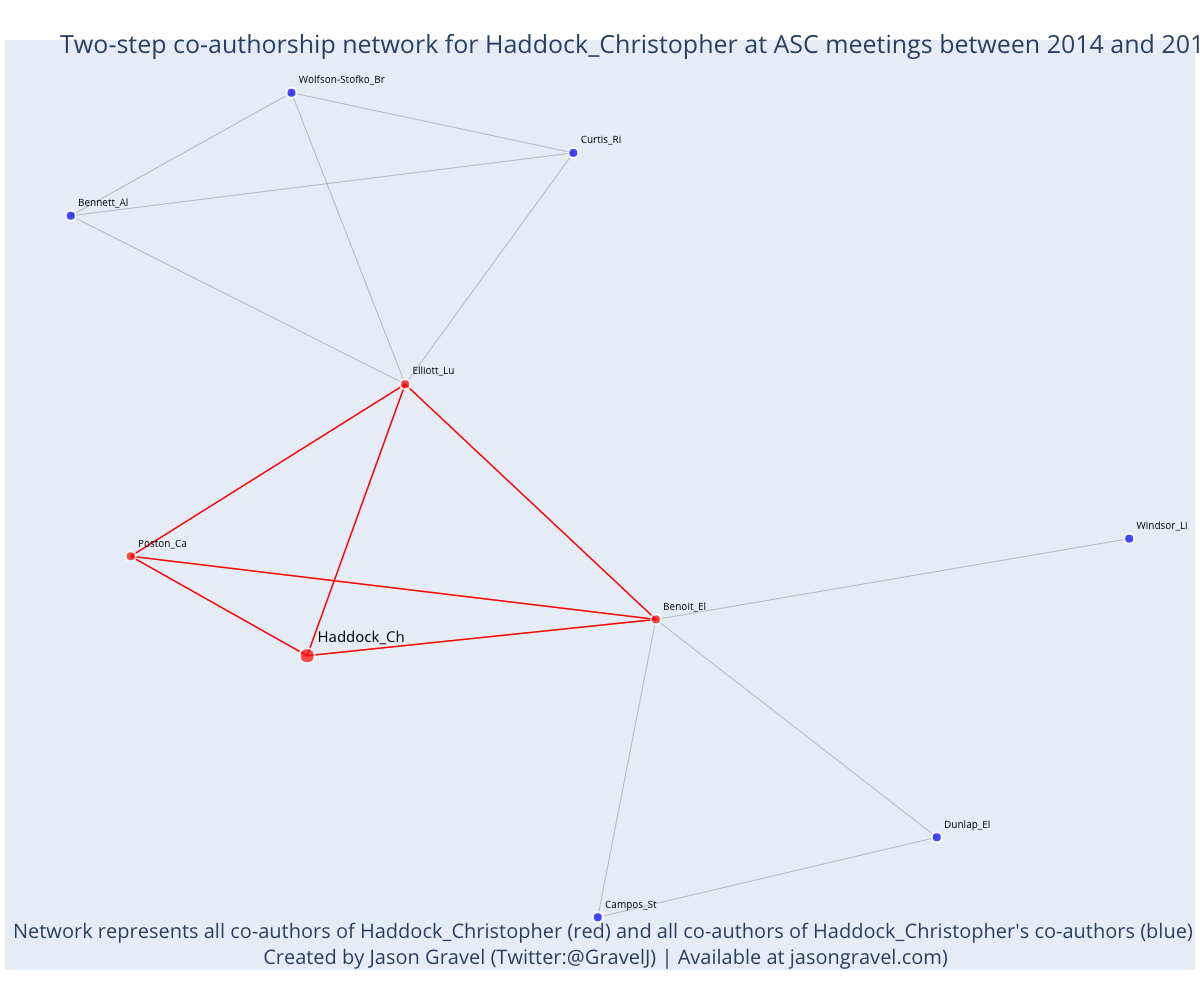 Two-step co-authorship network for Haddock_Christopher at ASC meetings between 2014 and 201
Wolfson-Stofko_Br
Curtis_Ri
Bennett_Al
Elliott_Lu
Windsor_Li
Poston_Ca
Benoit_El
Haddock_Ch
Dunlap_El
Campos_St
Network represents all co-authors of Haddock_Christopher (red) and all co-authors of Haddock_Christopher's co-authors (blue)
Created by Jason Gravel (Twitter:@GravelJ) | Available at jasongravel.com)